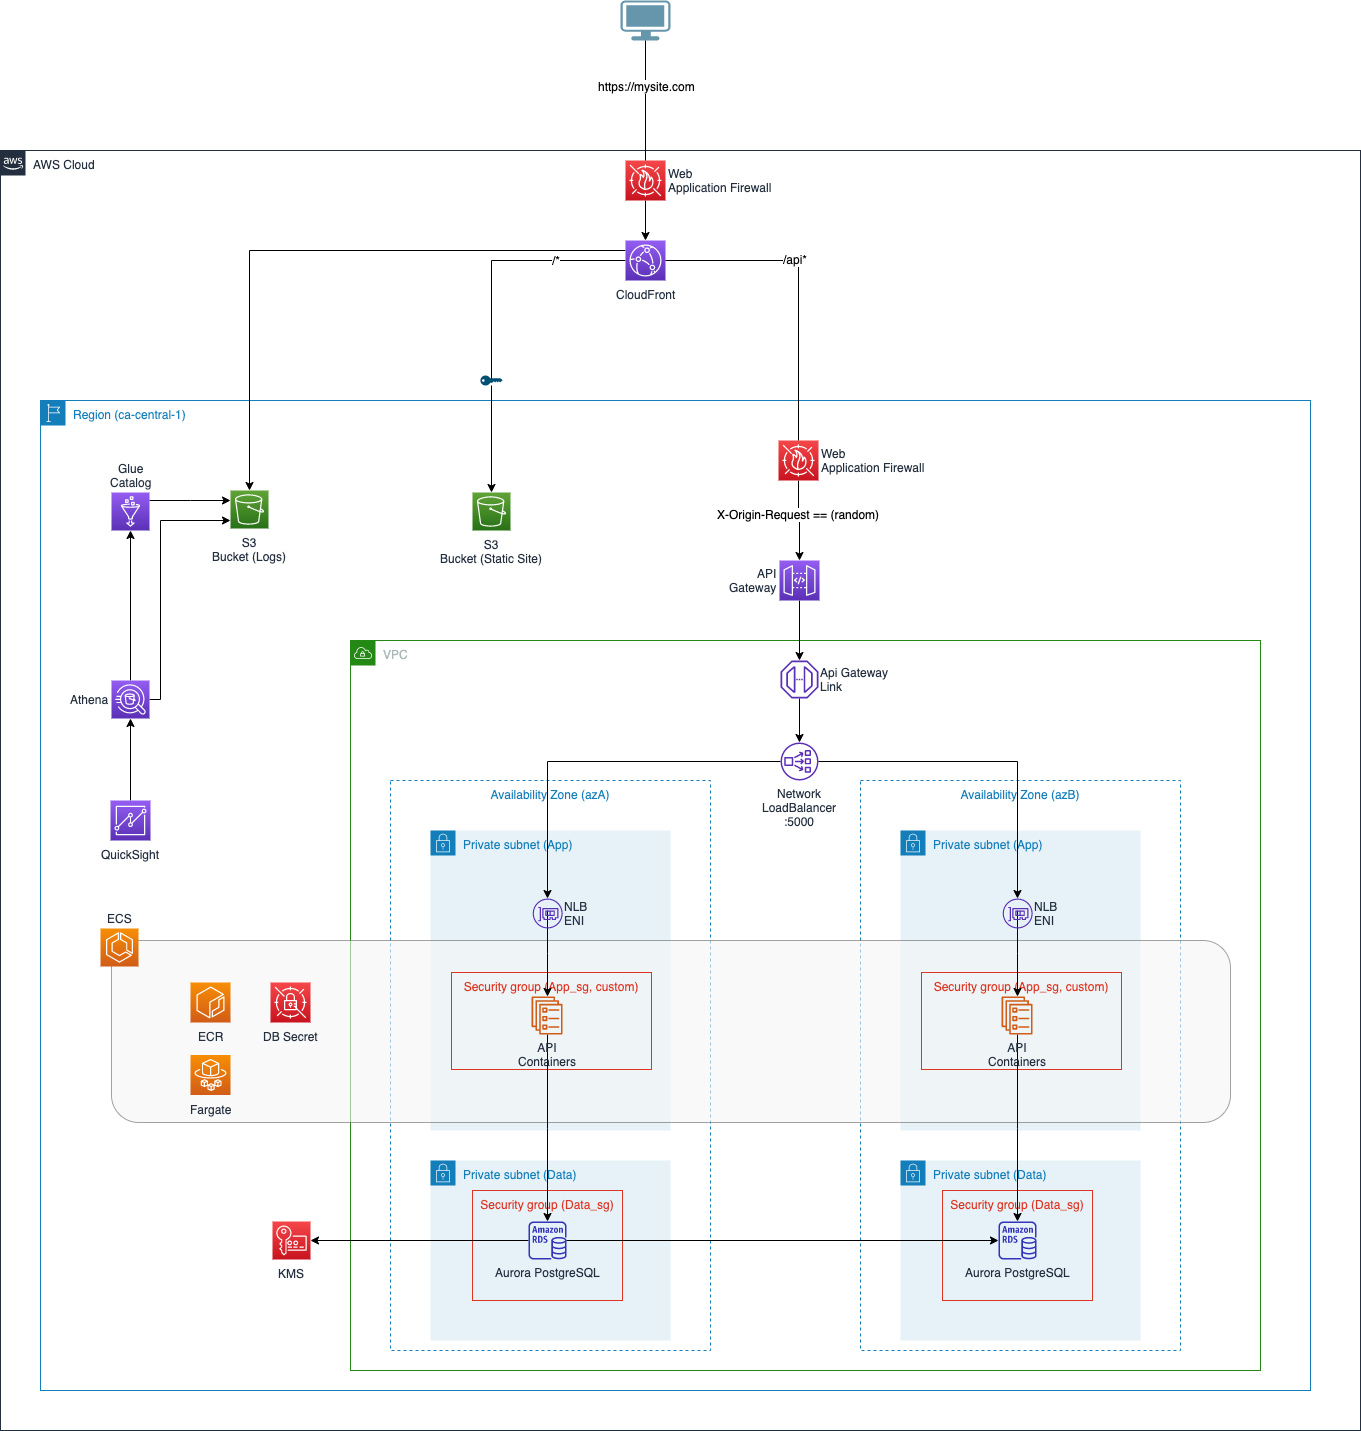 https://mysite.com
aws
AWS Cloud
Web
Application Firewall
CloudFront
/*
/api*
Region (ca-central-1)
Glue
Catalog
S3
Bucket (Logs)
S3
Bucket (Static Site)
Web
Application Firewall
X-Origin-Request == (random)
API
Gateway
VPC
Api Gateway
Link
Athena
Network
LoadBalancer
:5000
QuickSight
Availability Zone (azA)
Availability Zone (azB)
Private subnet (App)
Private subnet (App)
NLB
ENI
NLB
ENI
ECS
ECR
DB Secret
Fargate
Security group (App_sg, custom)
API
Containers
Security group (App_sg, custom)
API
Containers
Private subnet (Data)
Private subnet (Data)
Security group (Data_sg)
Amazon
RDS
Aurora PostgreSQL
Security group (Data_sg)
Amazon
RDS
Aurora PostgreSQL
KMS